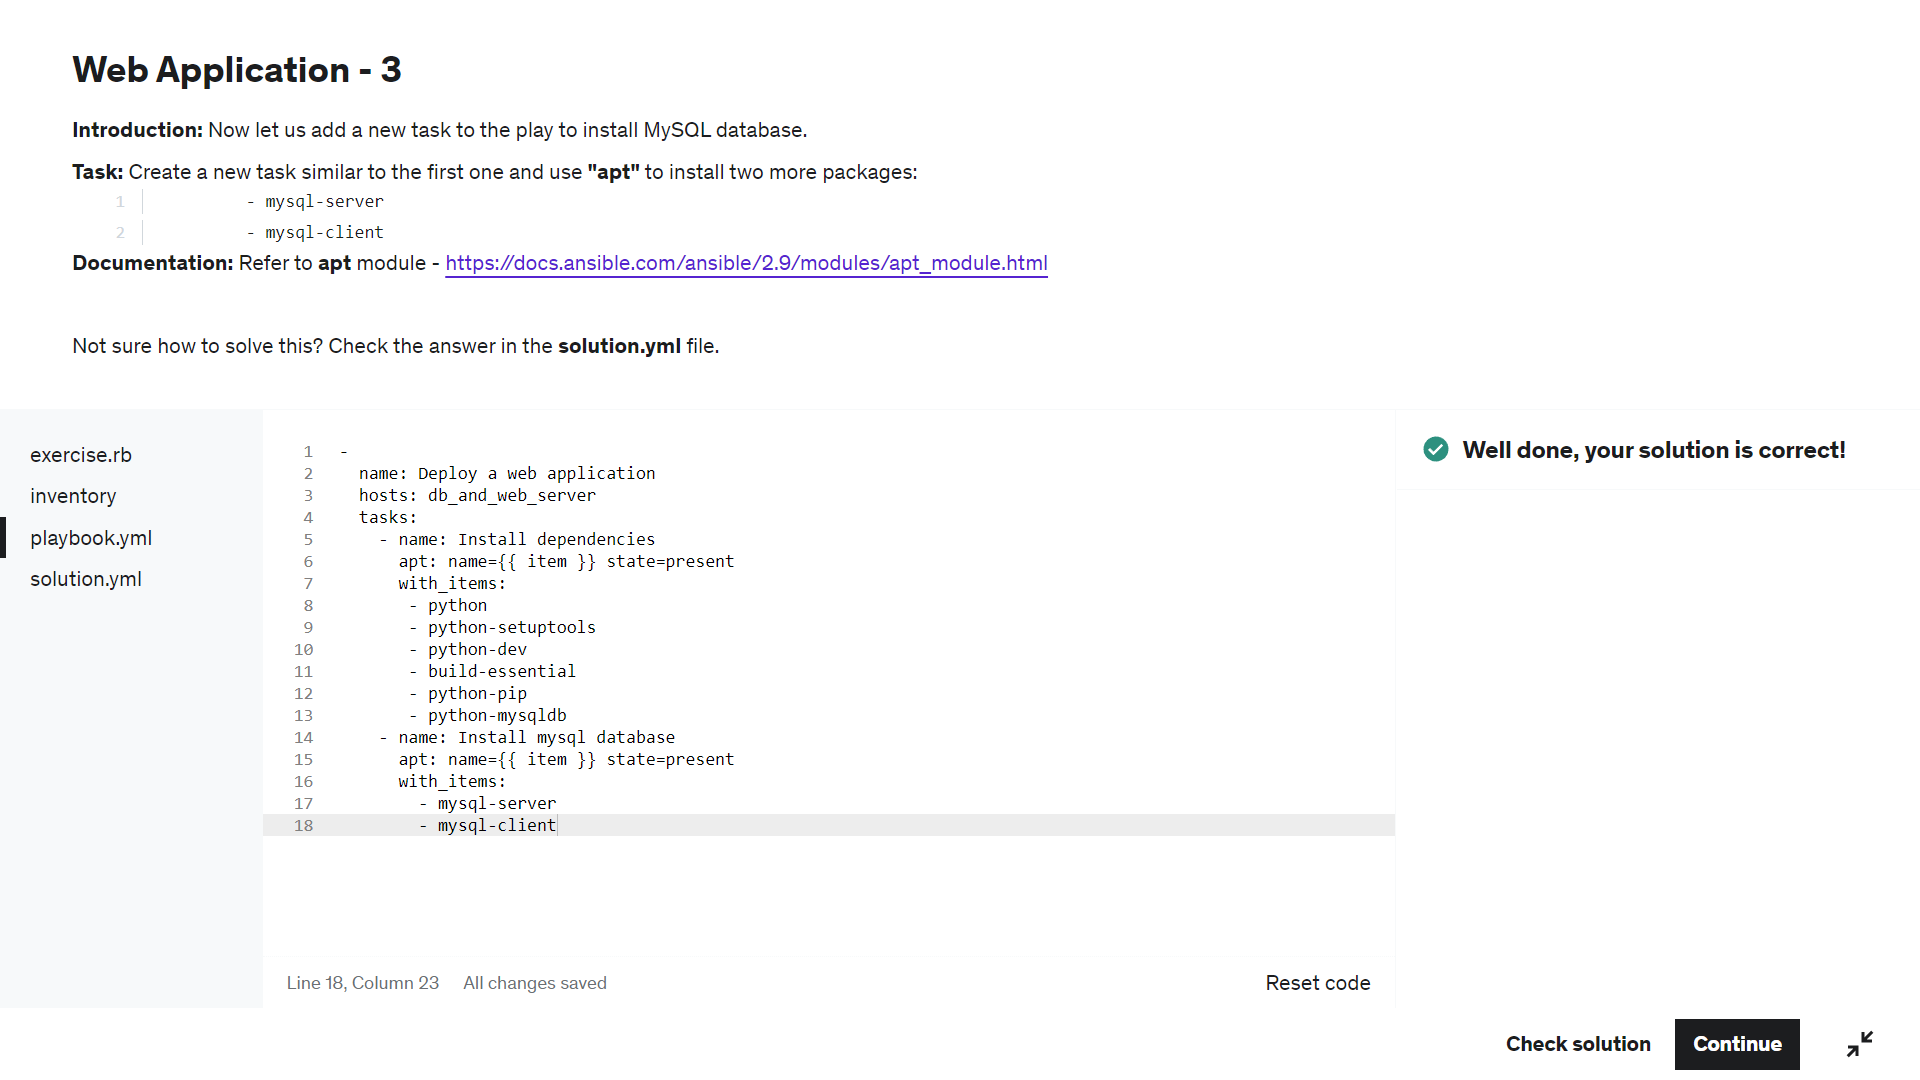 Web Application - 3
Introduction: Now let us add a new task to the play to install MySQL database.
Task: Create a new task similar to the first one and use "apt" to install two more packages:
1 - mysql-server
2 - mysql-client
Documentation: Refer to apt module - https://docs.ansible.com/ansible/2.9/modules/apt_module.html
Not sure how to solve this? Check the answer in the solution.yml file.
exercise.rb
inventory
playbook.yml
solution.yml
1 -
2   name: Deploy a web application
3   hosts: db_and_web_server
4   tasks:
5     - name: Install dependencies
6       apt: name={{ item }} state=present
7       with_items:
8        - python
9        - python-setuptools
10        - python-dev
11        - build-essential
12        - python-pip
13        - python-mysqldb
14     - name: Install mysql database
15       apt: name={{ item }} state=present
16       with_items:
17         - mysql-server
18         - mysql-client
Well done, your solution is correct!
Line 18, Column 23 All changes saved
Reset code
Check solution
Continue